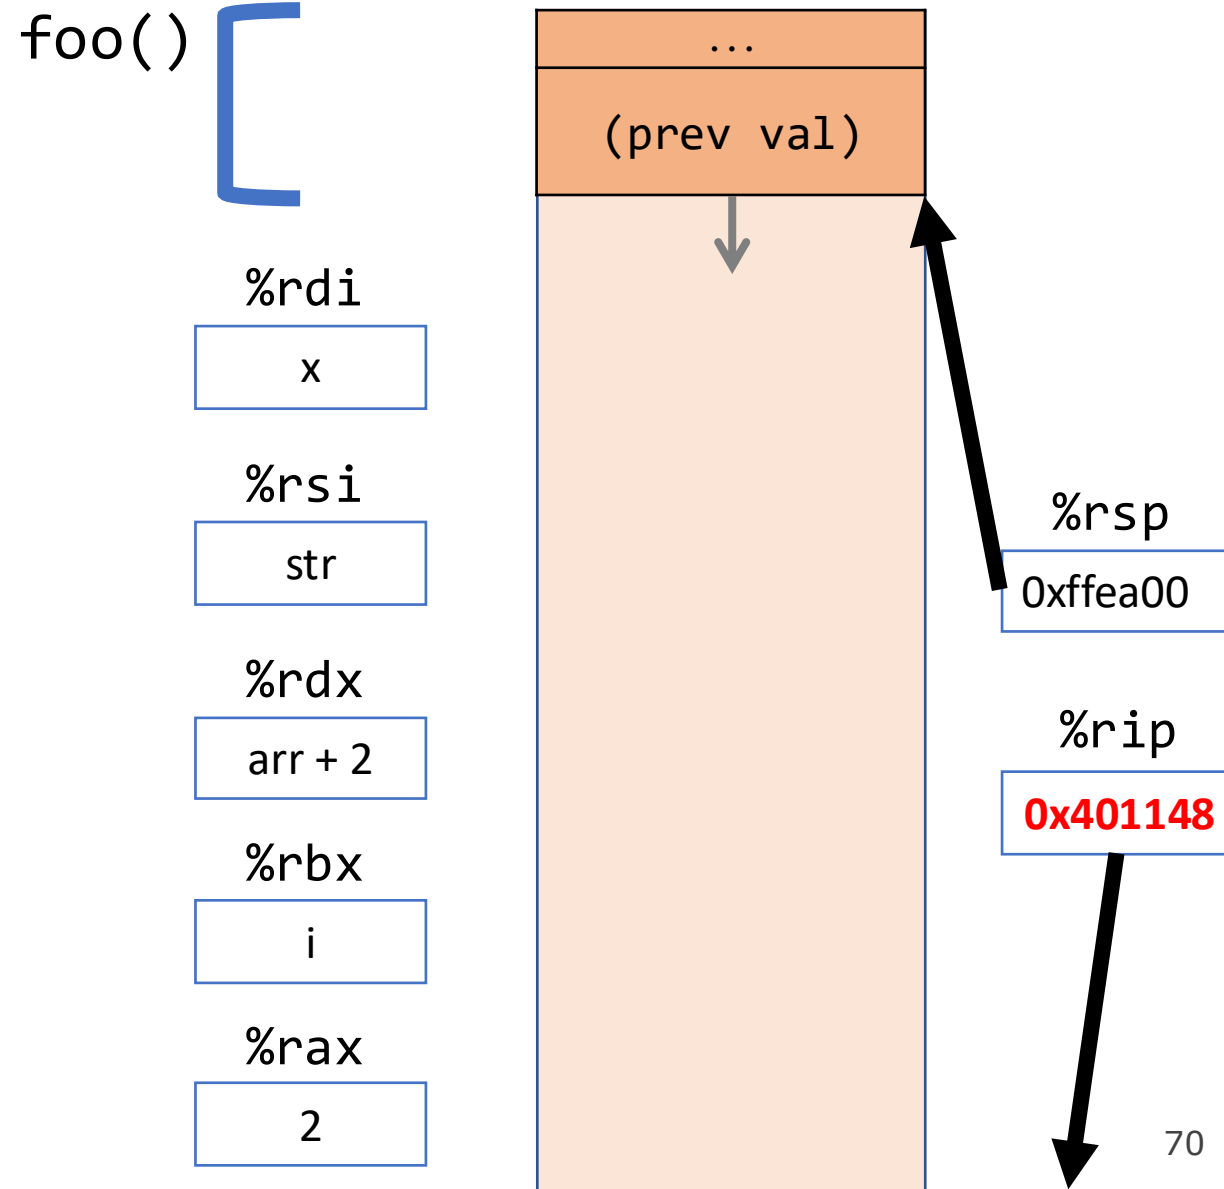 foo()
...
(prev val)
%rdi
x
%rsi
str
%rdx
arr + 2
%rbx
i
%rax
2
%rsp
0xffea00
%rip
0x401148
70